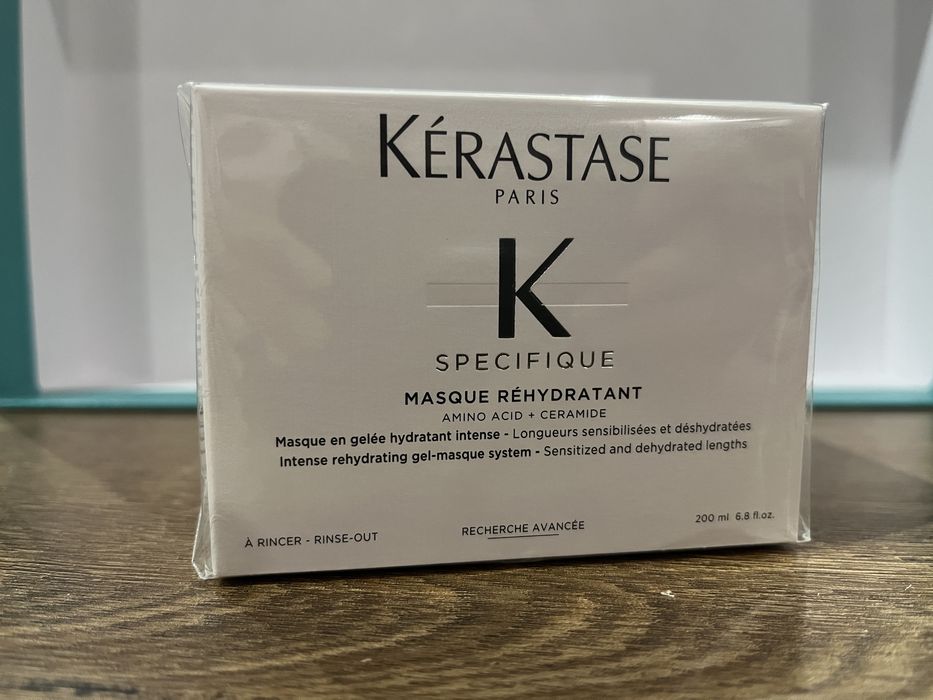 KÉRASTASE
PARIS
K
SPECIFIQUE
MASQUE RÉHYDRATANT
AMINO ACID + CERAMIDE
Masque en gelée hydratant intense - Longueurs sensibilisées et déshydratées
Intense rehydrating gel-masque system - Sensitized and dehydrated lengths
À RINCER - RINSE-OUT
RECHERCHE AVANCÉE
200 ml 6.8 fl.oz.